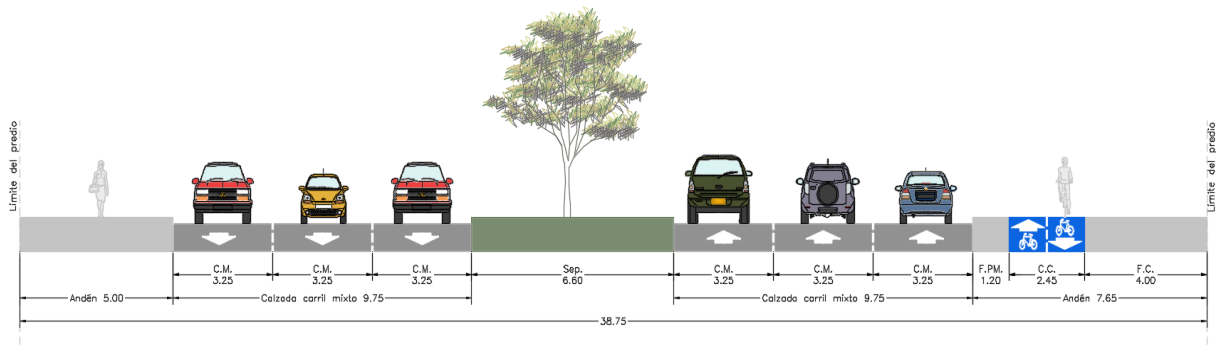 Límite del predio
Límite del predio
C.M. C.M. C.M. Sep. C.M. C.M. C.M. F.PM. C.C. F.C.
3.25 3.25 3.25 6.60 3.25 3.25 3.25 1.20 2.45 4.00
Andén 5.00 Calzada carril mixto 9.75 Calzada carril mixto 9.75 Andén 7.65
38.75